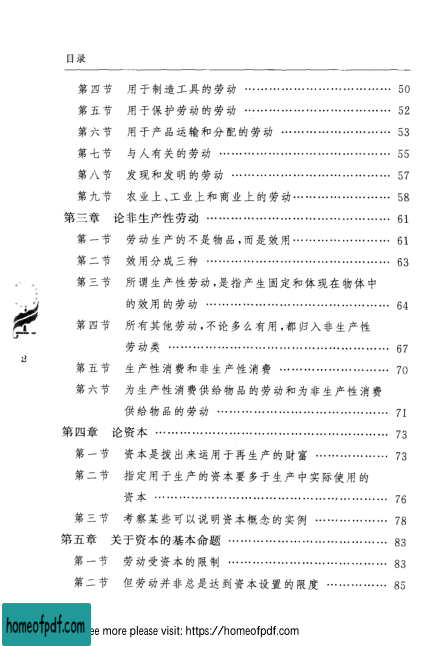 目录
第四节 用于制造工具的劳动 …………………………… 50
第五节 用于保护劳动的劳动 …………………………… 52
第六节 用于产品运输和分配的劳动 …………………… 53
第七节 与人有关的劳动 ………………………………… 55
第八节 发现和发明的劳动 ……………………………… 57
第九节 农业上、工业上和商业上的劳动………………… 58
第三章 论非生产性劳动 ………………………………… 61
第一节 劳动生产的不是物品,而是效用………………… 61
第二节 效用分成三种 …………………………………… 63
第三节 所谓生产性劳动,是指产生固定和体现在物体中
的效用的劳动 …………………………………… 64
第四节 所有其他劳动,不论多么有用,都归入非生产性
劳动类 …………………………………………… 67
第五节 生产性消费和非生产性消费 …………………… 70
第六节 为生产性消费供给物品的劳动和为非生产性消费
供给物品的劳动 ………………………………… 71
第四章 论资本 …………………………………………… 73
第一节 资本是拨出来运用于再生产的财富 …………… 73
第二节 指定用于生产的资本要多于生产中实际使用的
资本 ……………………………………………… 76
第三节 考察某些可以说明资本概念的实例 …………… 78
第五章 关于资本的基本命题 …………………………… 83
第一节 劳动受资本的限制 ……………………………… 83
第二节 但劳动并非总是达到资本设置的限度 ………… 85
2
homeofpdf.com
ee more please visit: https://homeofpdf.com